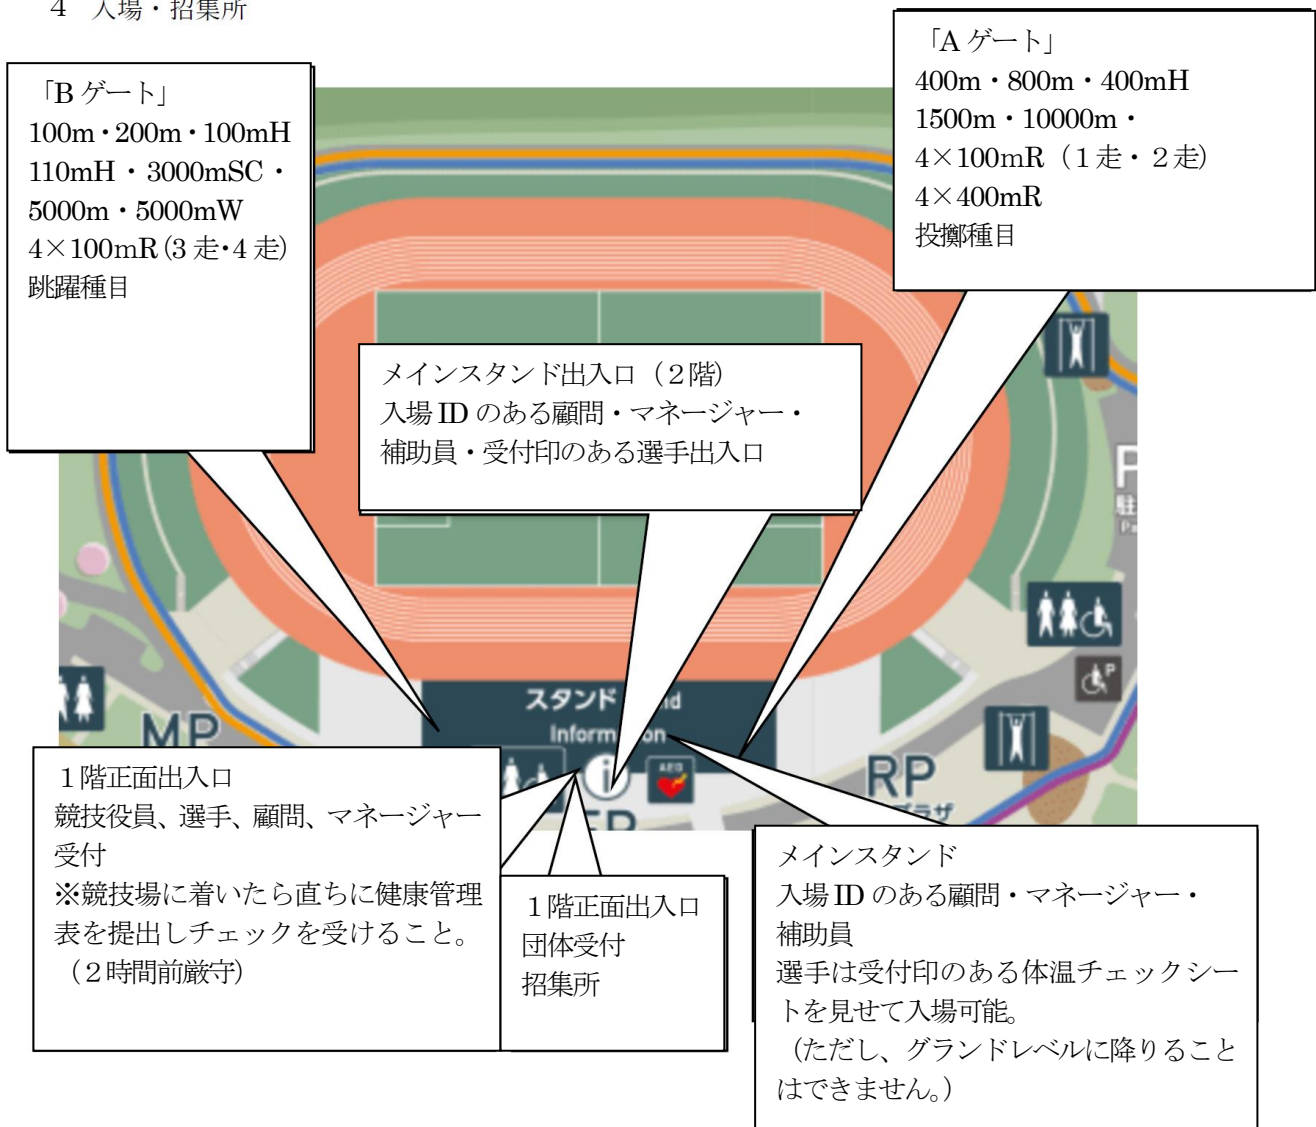 4 入場・招集所
「B ゲート」
100m・200m・100mH
110mH・3000mSC・
5000m・5000mW
4×100mR(3 走・4 走)
跳躍種目
「A ゲート」
400m・800m・400mH
1500m・10000m・
4×100mR（1走・２走)
4×400mR
投擲種目
メインスタンド出入口（２階)
入場 ID のある顧問・マネージャー・
補助員・受付印のある選手出入口
P
駐
スタンド
nd
Inform
on
AED
P
MP
RP
プラザ
１階正面出入口
競技役員、選手、顧問、マネージャー
受付
※競技場に着いたら直ちに健康管理
表を提出しチェックを受けること。
（２時間前厳守)
１階正面出入口
団体受付
招集所
メインスタンド
入場 ID のある顧問・マネージャー・
補助員
選手は受付印のある体温チェックシー
トを見せて入場可能。
（ただし、グランドレベルに降りること
はできません。)